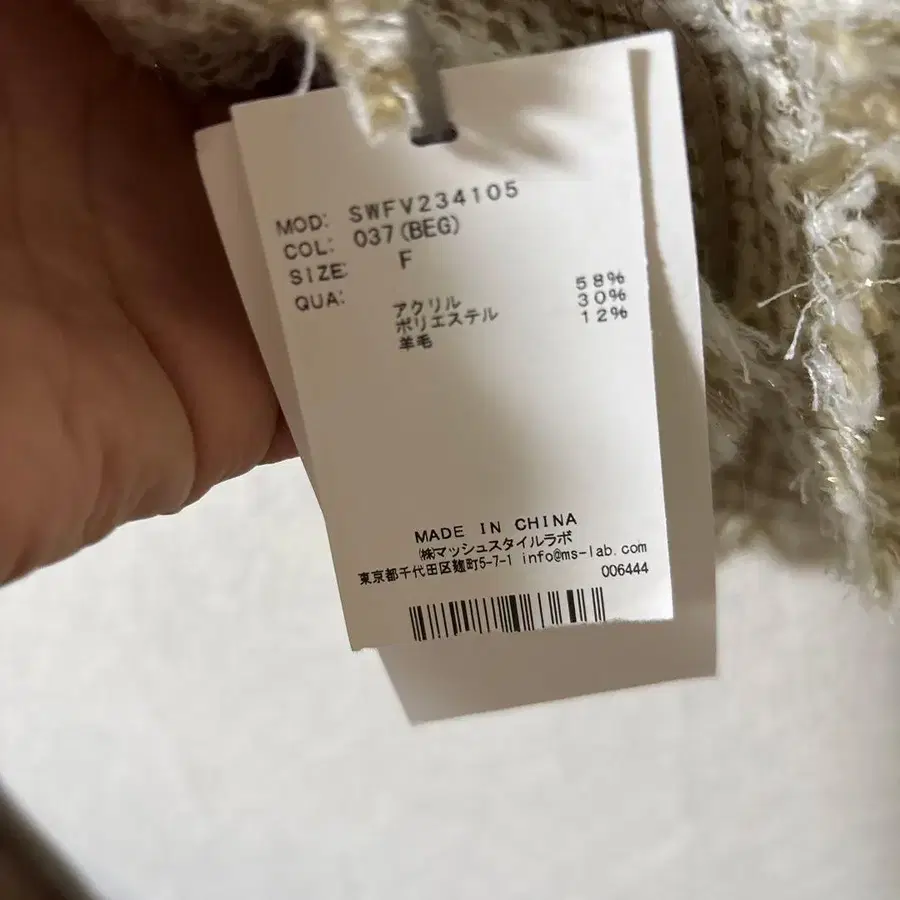 MOD: SWFV234105
COL: 037(BEG)
SIZE: F
QUA:
アクリル 58%
ポリエステル 30%
羊毛 12%
MADE IN CHINA
㈱マッシュスタイルラボ
東京都千代田区麹町5-7-1 info@ms-lab.com
006444